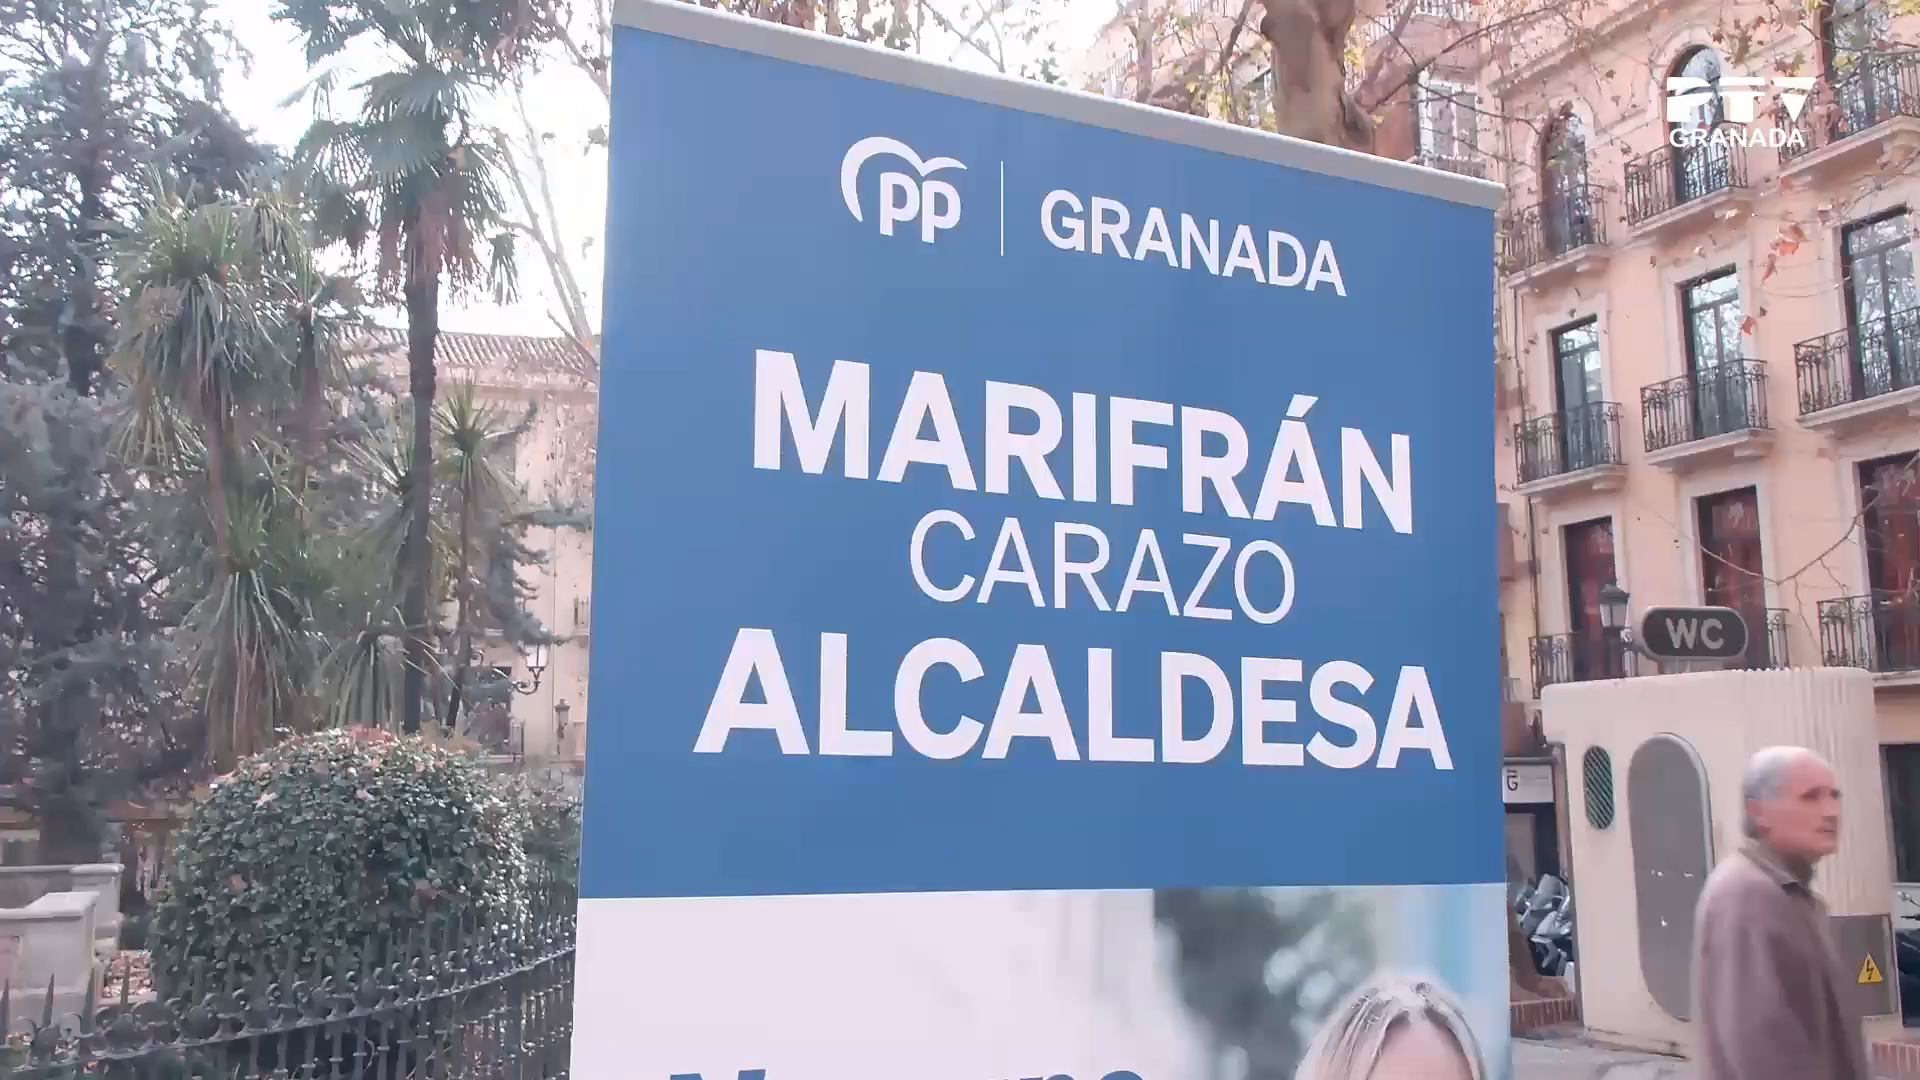 PTV
GRANADA
pp | GRANADA
MARIFRÁN
CARAZO
ALCALDESA
WC